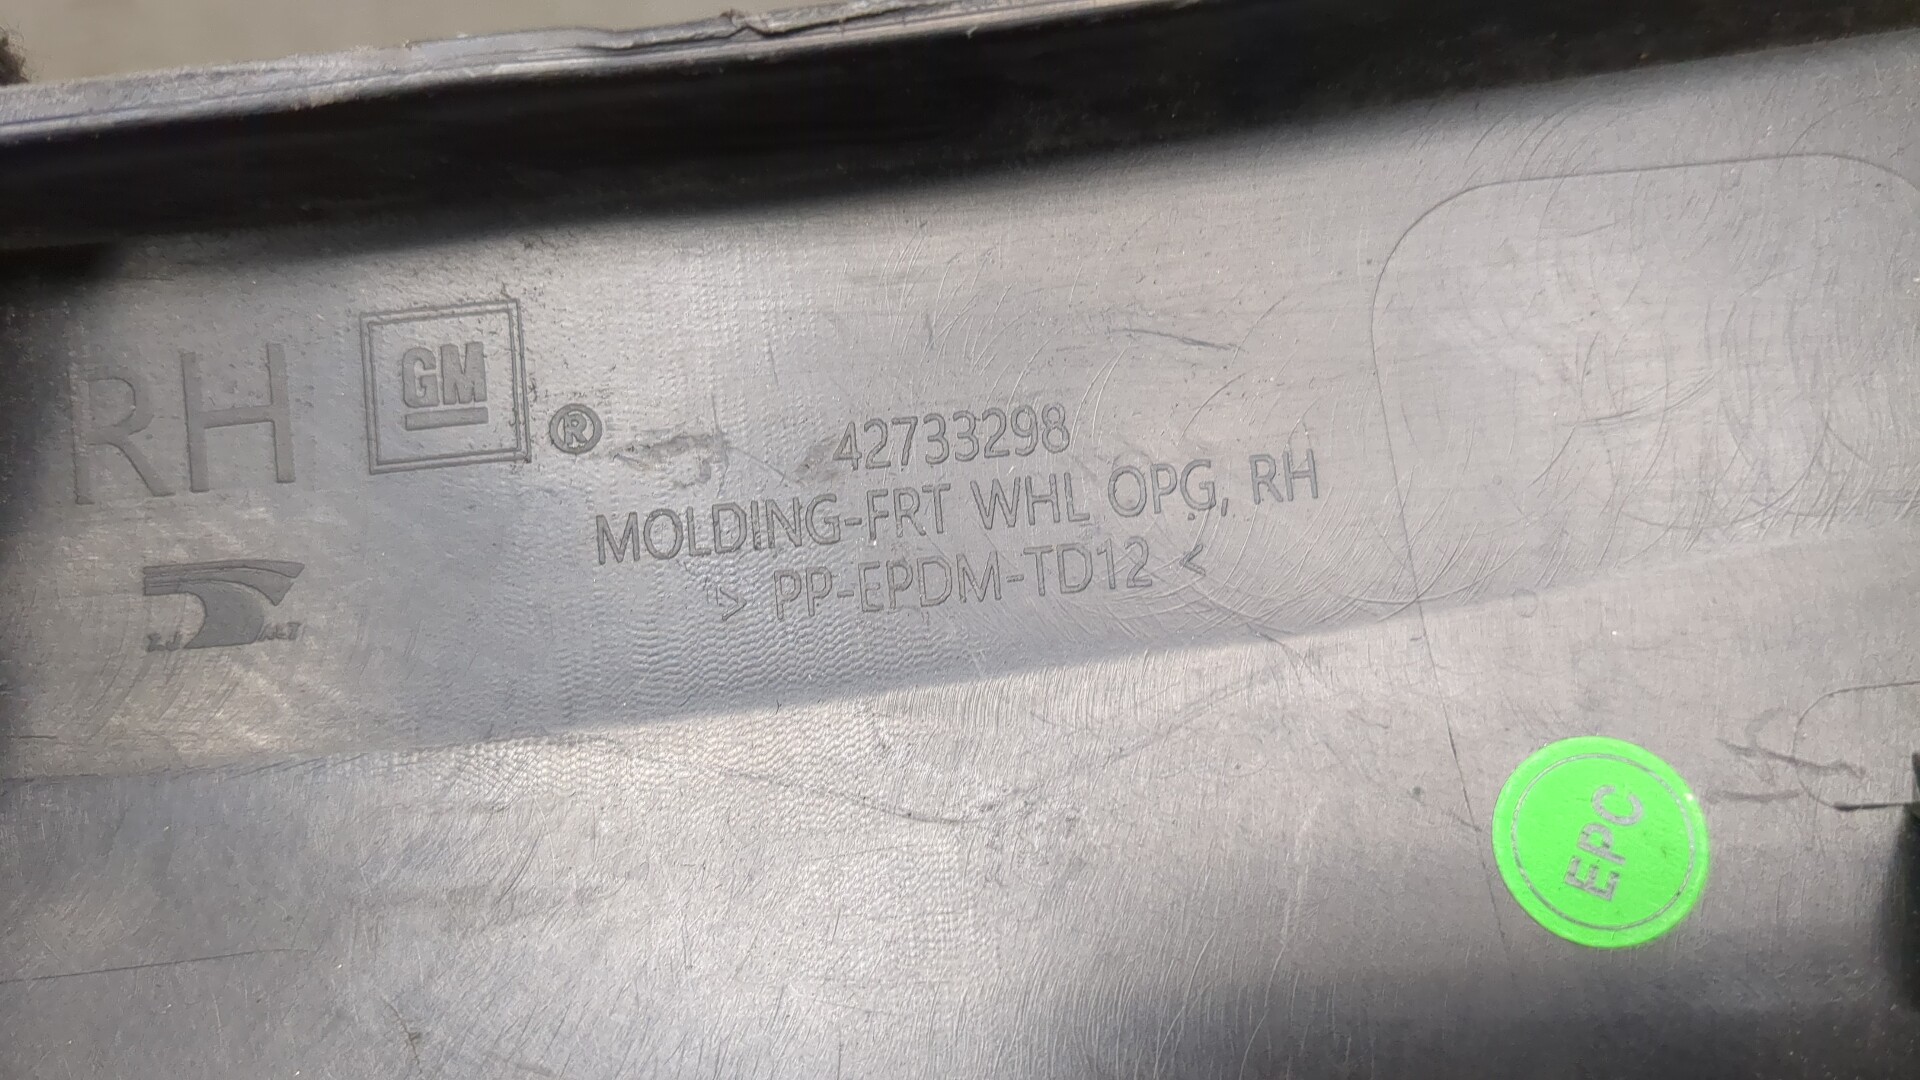 RH
GM
®
42733298
MOLDING-FRT WHL OPG, RH
> PP-EPDM-TD12 <
EPC